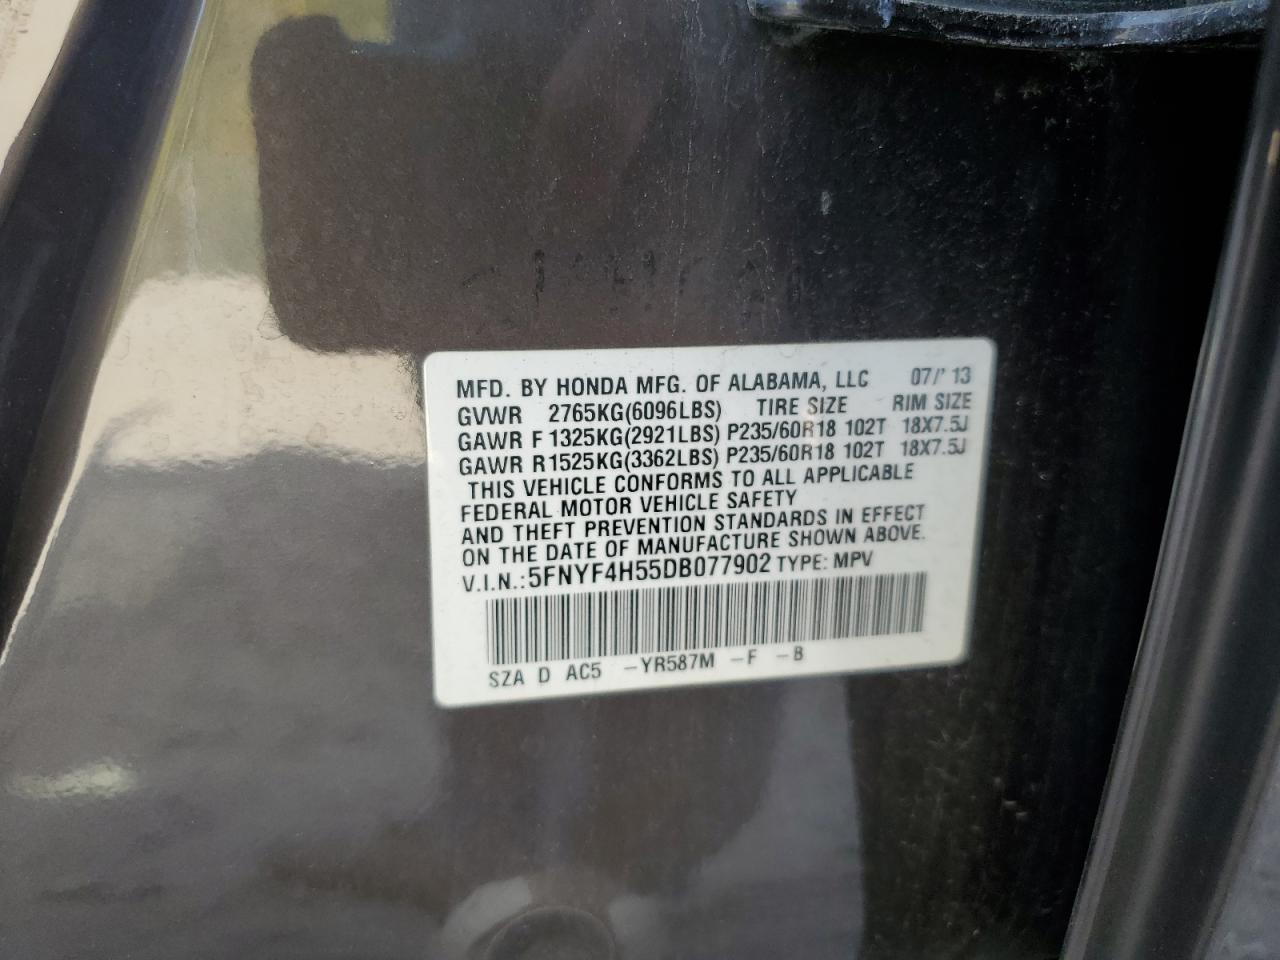 MFD. BY HONDA MFG. OF ALABAMA, LLC 07/'13
GVWR 2765KG(6096LBS) TIRE SIZE RIM SIZE
GAWR F 1325KG(2921LBS) P235/60R18 102T 18X7.5J
GAWR R1525KG(3362LBS) P235/60R18 102T 18X7.5J
THIS VEHICLE CONFORMS TO ALL APPLICABLE
FEDERAL MOTOR VEHICLE SAFETY
AND THEFT PREVENTION STANDARDS IN EFFECT
ON THE DATE OF MANUFACTURE SHOWN ABOVE.
V.I.N.:5FNYF4H55DB077902 TYPE: MPV
SZA D AC5 -YR587M -F -B